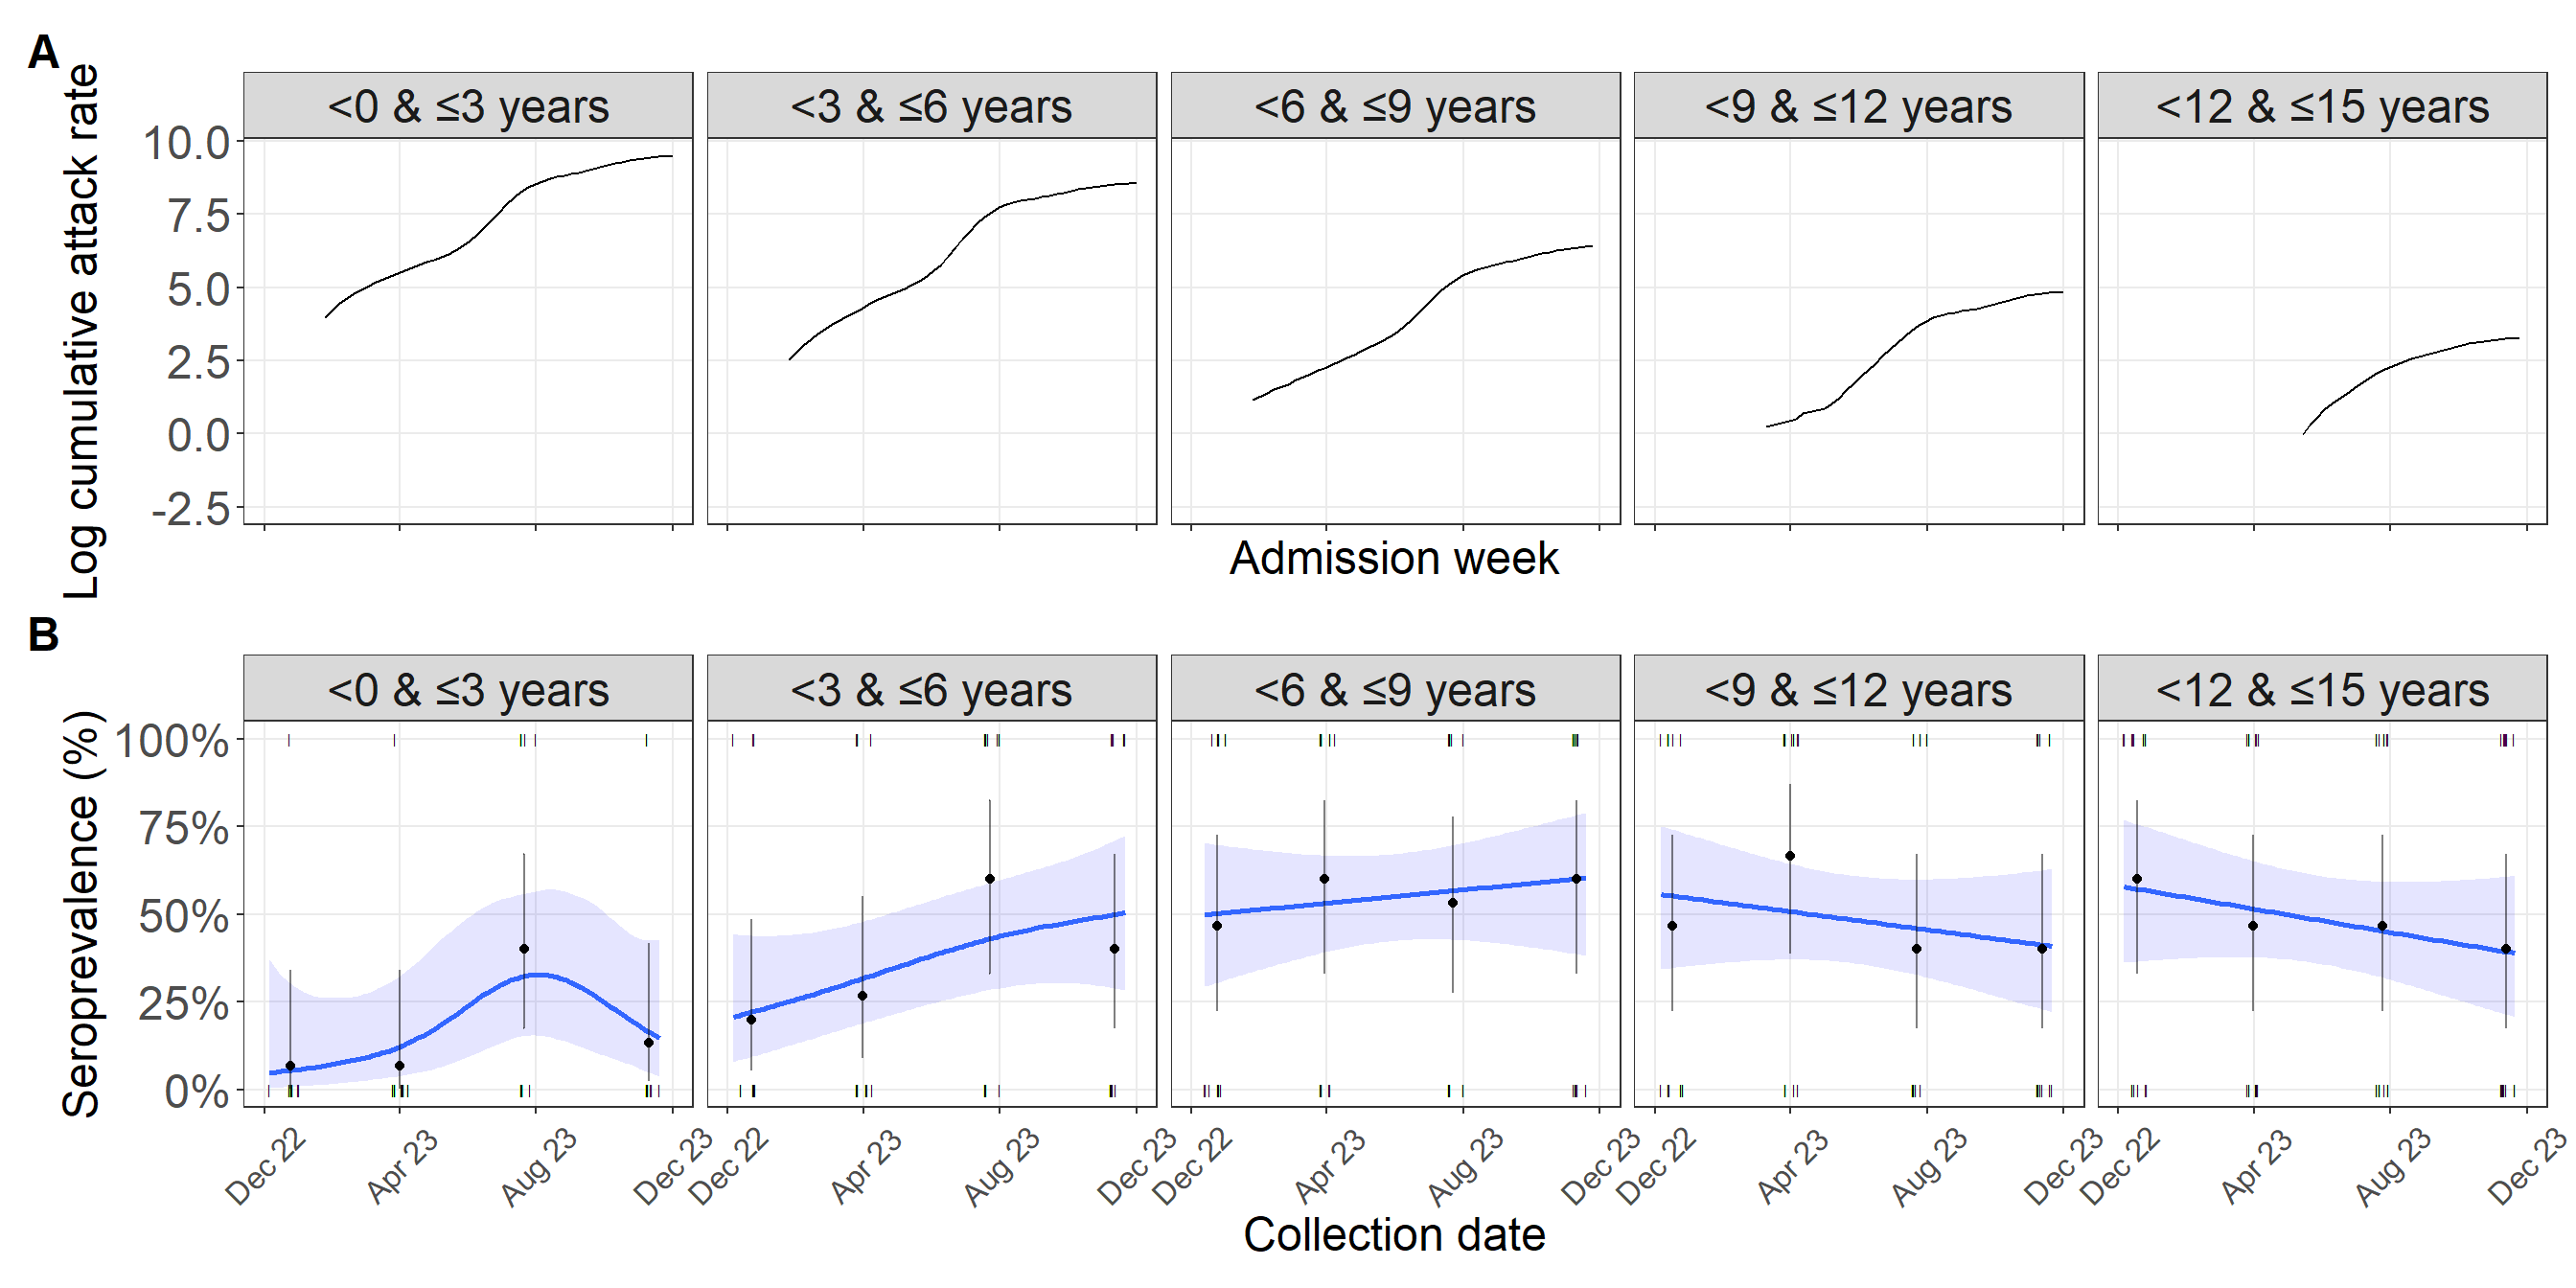 A
Log cumulative attack rate
<0 & ≤3 years
<3 & ≤6 years
<6 & ≤9 years
<9 & ≤12 years
<12 & ≤15 years
10.0
7.5
5.0
2.5
0.0
-2.5
Admission week
B
Seroprevalence (%)
<0 & ≤3 years
<3 & ≤6 years
<6 & ≤9 years
<9 & ≤12 years
<12 & ≤15 years
100%
75%
50%
25%
0%
Dec 22
Apr 23
Aug 23
Dec 23
Dec 22
Apr 23
Aug 23
Dec 23
Dec 22
Apr 23
Aug 23
Dec 23
Dec 22
Apr 23
Aug 23
Dec 23
Dec 22
Apr 23
Aug 23
Dec 23
Collection date